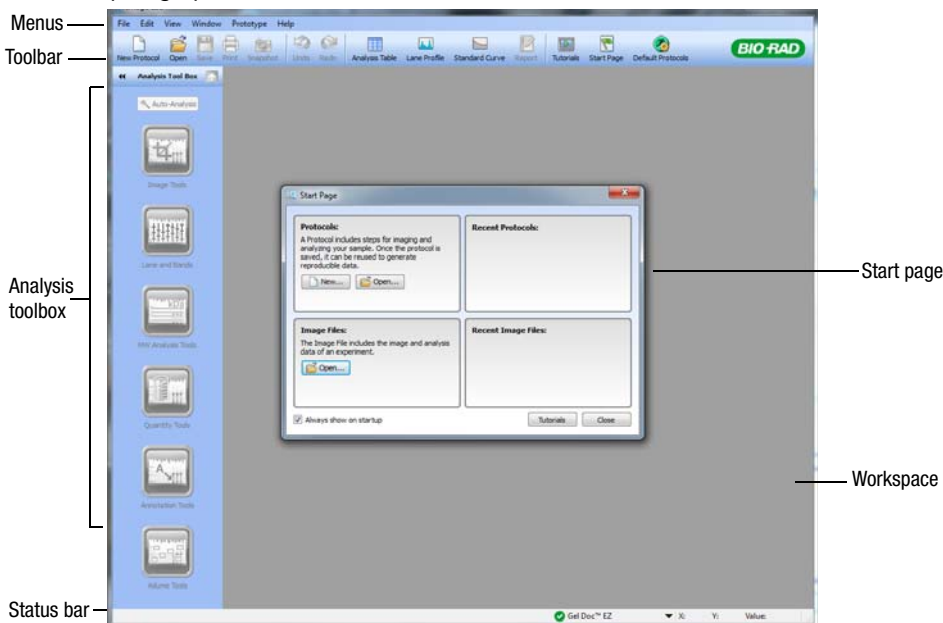 Menus
File Edit View Window Prototype Help
Toolbar
New Protocol Open Save Print Snapshot Undo Redo Analysis Table Lane Profile Standard Curve Report Tutorials Start Page Default Protocols
BIO-RAD
Analysis Tool Box
Auto-Analysis
Image Tools
Lane and Bands
MW Analysis Tools
Quantity Tools
Annotation Tools
Volume Tools
Analysis
toolbox
Start Page
Protocols:
A Protocol includes steps for imaging and
analyzing your sample. Once the protocol is
saved, it can be reused to generate
reproducible data.
New... Open...
Recent Protocols:
Image Files:
The Image File includes the image and analysis
data of an experiment.
Open...
Recent Image Files:
Always show on startup
Tutorials Close
Start page
Workspace
Status bar
Gel Doc™ EZ X: Y: Value: